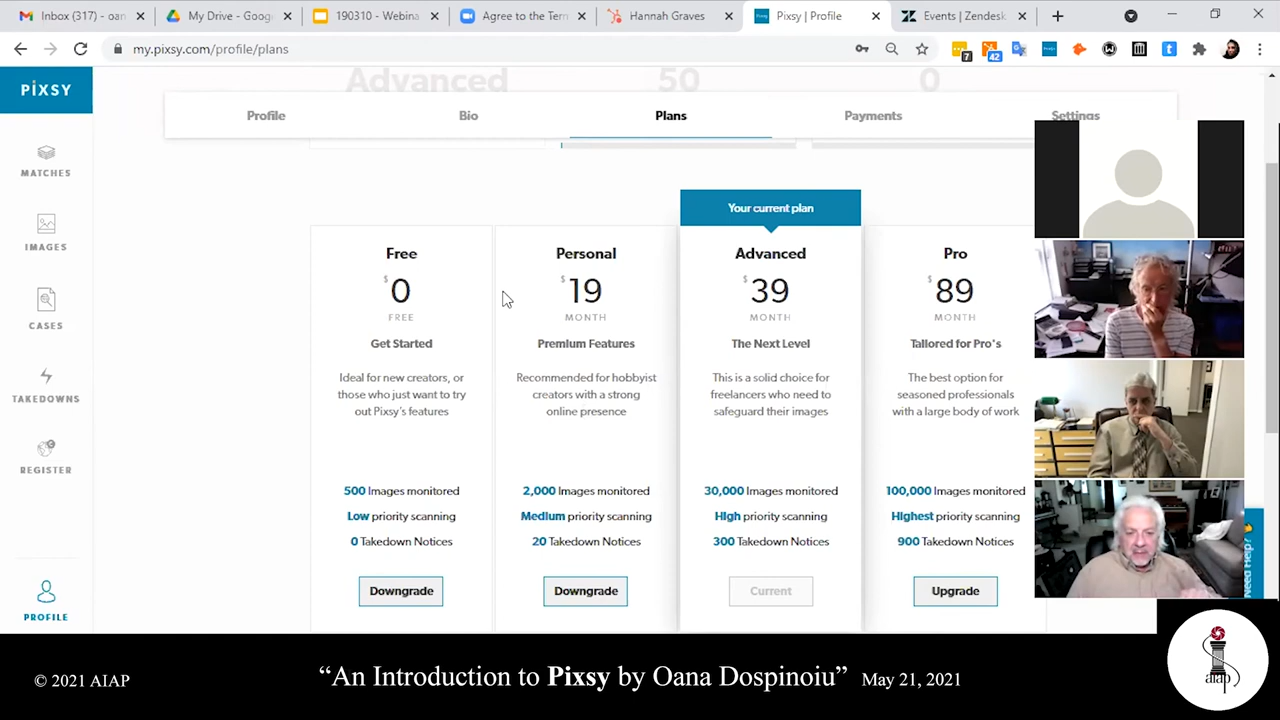 Inbox (317) - oan
My Drive - Goog
190310 - Webina
Agree to the Ter
Hannah Graves
Pixsy | Profile
Events | Zendesk
my.pixsy.com/profile/plans
7
42
PIXSY
Advanced
50
0
Profile
Bio
Plans
Payments
Settings
MATCHES
IMAGES
CASES
TAKEDOWNS
REGISTER
PROFILE
Your current plan
Free
Personal
Advanced
Pro
$0
$19
$39
$89
FREE
MONTH
MONTH
MONTH
Get Started
Premium Features
The Next Level
Tailored for Pro's
Ideal for new creators, or
those who just want to try
out Pixsy's features
Recommended for hobbyist
creators with a strong
online presence
This is a solid choice for
freelancers who need to
safeguard their images
The best option for
seasoned professionals
with a large body of work
500 Images monitored
2,000 Images monitored
30,000 Images monitored
100,000 Images monitored
Low priority scanning
Medium priority scanning
High priority scanning
Highest priority scanning
0 Takedown Notices
20 Takedown Notices
300 Takedown Notices
900 Takedown Notices
Downgrade
Downgrade
Current
Upgrade
Need Help?
© 2021 AIAP
“An Introduction to Pixsy by Oana Dospinoiu” May 21, 2021
aiap